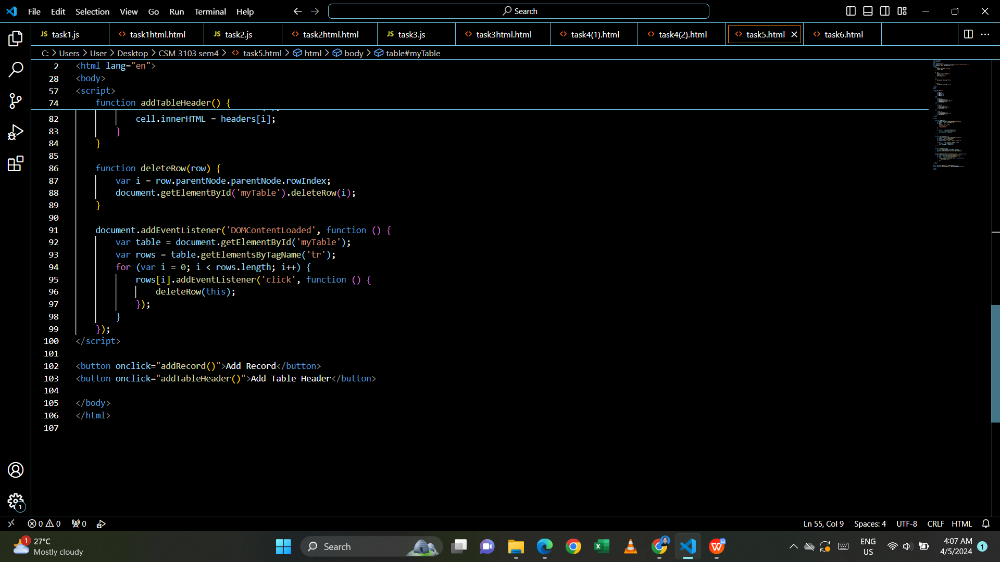 File Edit Selection View Go Run Terminal Help Search
JS task1.js <> task1html.html JS task2.js <> task2html.html JS task3.js <> task3html.html <> task4(1).html <> task4(2).html <> task5.html <> task6.html
C: > Users > User > Desktop > CSM 3103 sem4 > <> task5.html > html > body > table#myTable
2 <html lang="en">
28 <body>
57 <script>
74 function addTableHeader() {
82 cell.innerHTML = headers[i];
83 }
84 }
85
86 function deleteRow(row) {
87 var i = row.parentNode.parentNode.rowIndex;
88 document.getElementById('myTable').deleteRow(i);
89 }
90
91 document.addEventListener('DOMContentLoaded', function () {
92 var table = document.getElementById('myTable');
93 var rows = table.getElementsByTagName('tr');
94 for (var i = 0; i < rows.length; i++) {
95 rows[i].addEventListener('click', function () {
96 deleteRow(this);
97 });
98 }
99 });
100 </script>
101
102 <button onclick="addRecord()">Add Record</button>
103 <button onclick="addTableHeader()">Add Table Header</button>
104
105 </body>
106 </html>
107
1
0 0 0 Ln 55, Col 9 Spaces: 4 UTF-8 CRLF HTML
1 27°C
Mostly cloudy
Search
ENG
US
4:07 AM
4/5/2024
1